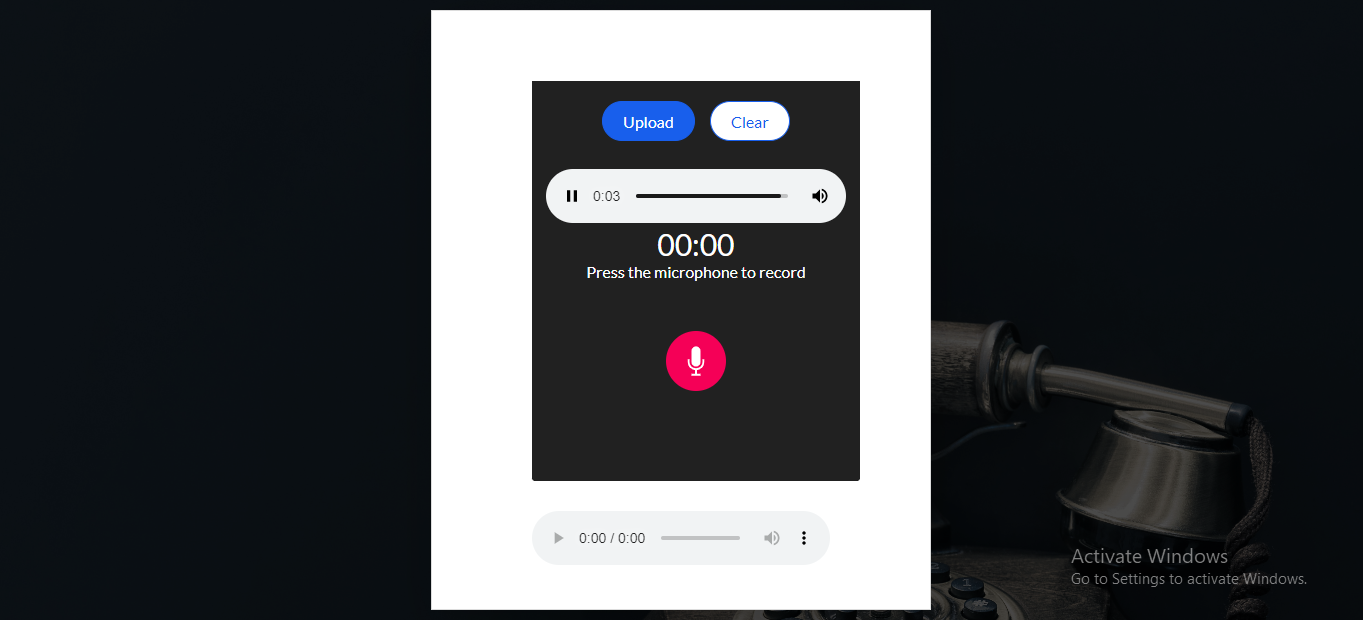 Upload
Clear
0:03
00:00
Press the microphone to record
0:00 / 0:00
Activate Windows
Go to Settings to activate Windows.